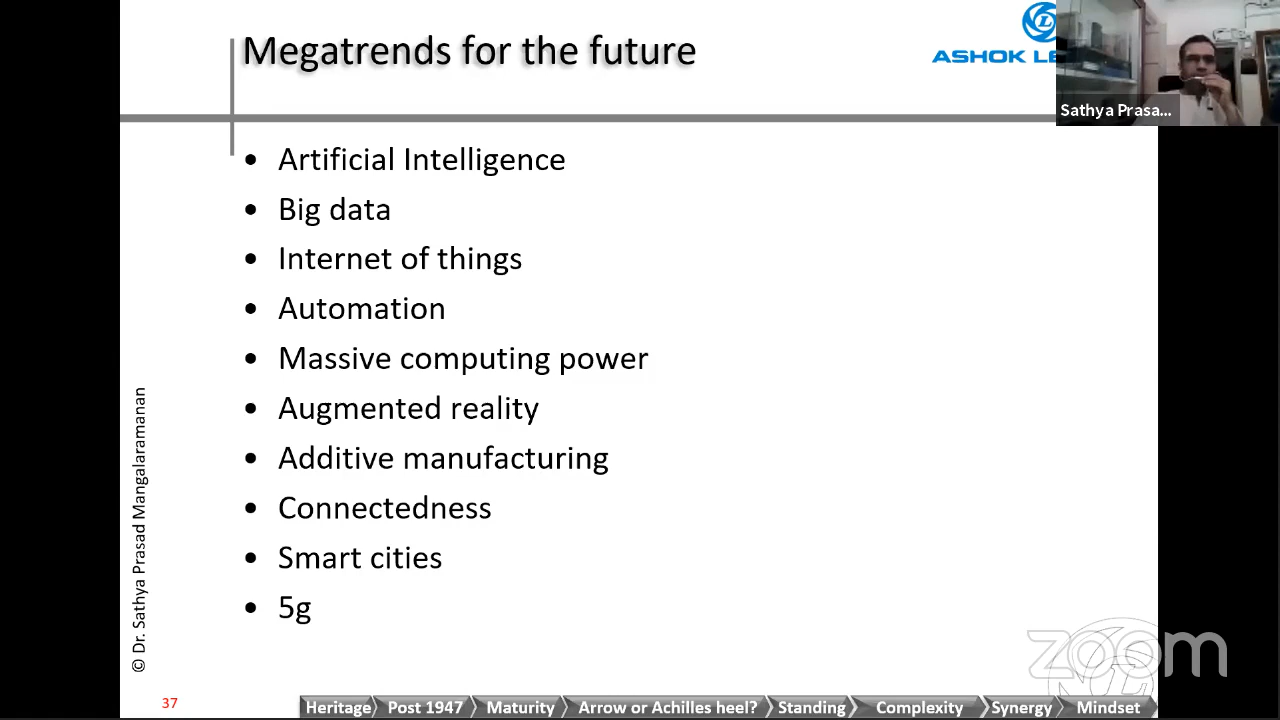 Megatrends for the future
ASHOK LE
Sathya Prasa...
• Artificial Intelligence
• Big data
• Internet of things
• Automation
• Massive computing power
• Augmented reality
• Additive manufacturing
• Connectedness
• Smart cities
• 5g
© Dr. Sathya Prasad Mangalaramanan
zoom
37
Heritage Post 1947 Maturity Arrow or Achilles heel? Standing Complexity Synergy Mindset